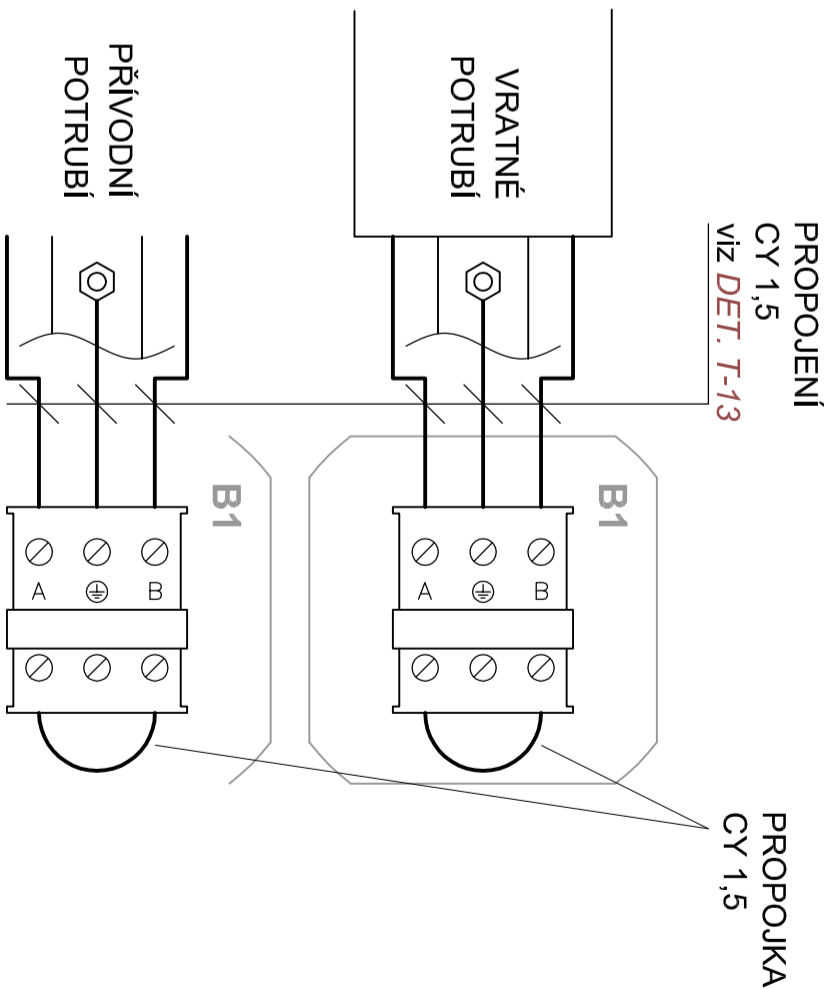 PROPOJENÍ
CY 1,5
viz DET. T-13
PROPOJKA
CY 1,5
VRATNÉ
POTRUBÍ
B1
A
B
PŘÍVODNÍ
POTRUBÍ
B1
A
B